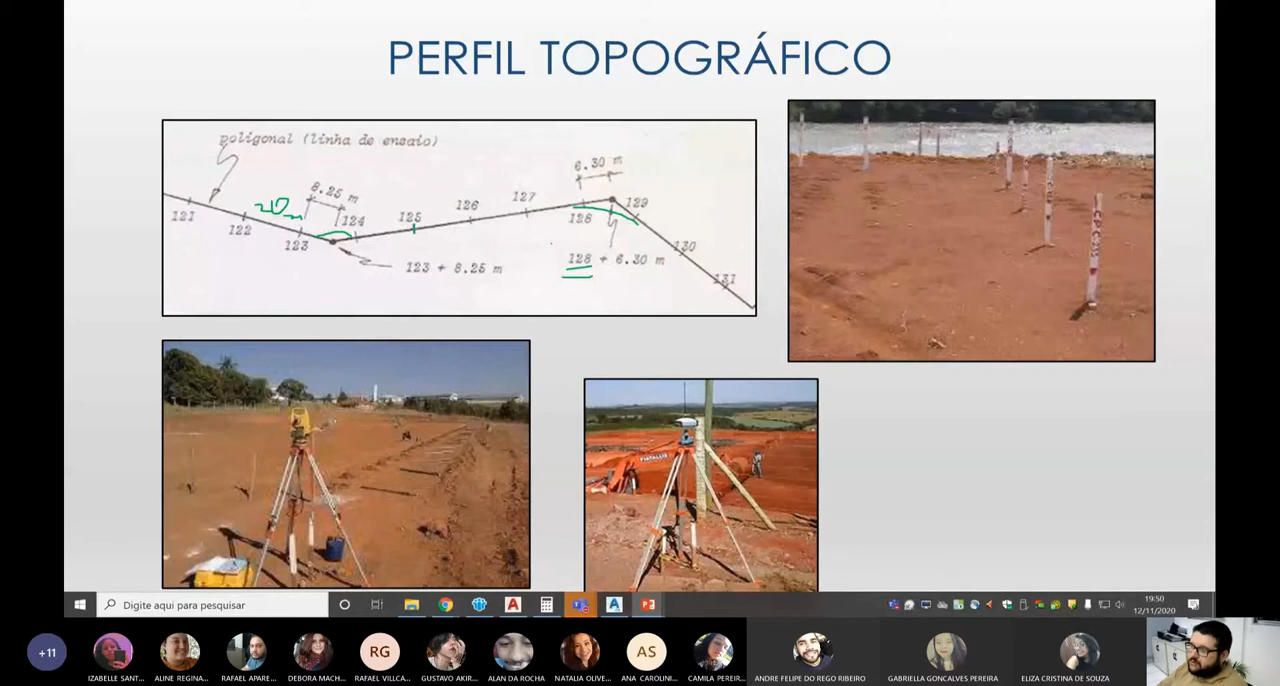 PERFIL TOPOGRÁFICO
poligonal (linha de ensaio)
6.30 m
8.25 m
20m
121
122
123
124
125
126
127
128
129
130
131
123 + 8.25 m
128 + 6.30 m
Digite aqui para pesquisar
19:50
12/11/2020
+11
RG
AS
IZABELLE SANT...
ALINE REGINA...
RAFAEL APARE...
DEBORA MACH...
RAFAEL VILLCA...
GUSTAVO AKIR...
ALAN DA ROCHA
NATALIA OLIVE...
ANA CAROLINI...
CAMILA PEREIR...
ANDRE FELIPE DO REGO RIBEIRO
GABRIELLA GONCALVES PEREIRA
ELIZA CRISTINA DE SOUZA